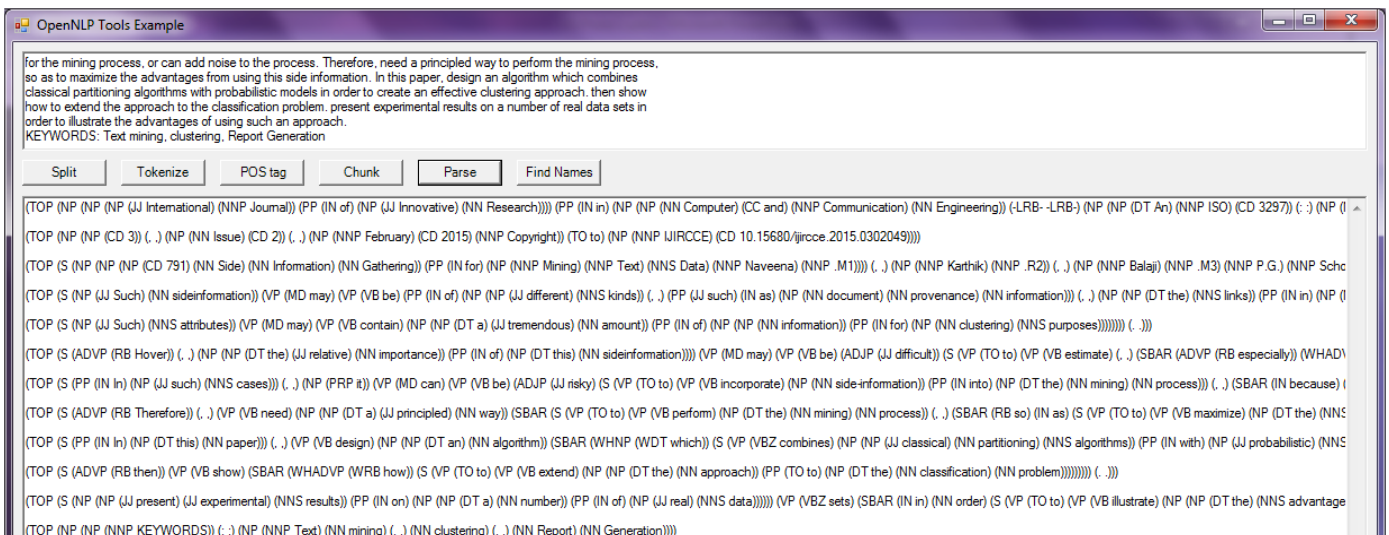 OpenNLP Tools Example
for the mining process, or can add noise to the process. Therefore, need a principled way to perform the mining process,
so as to maximize the advantages from using this side information. In this paper, design an algorithm which combines
classical partitioning algorithms with probabilistic models in order to create an effective clustering approach. then show
how to extend the approach to the classification problem. present experimental results on a number of real data sets in
order to illustrate the advantages of using such an approach.
KEYWORDS: Text mining, clustering, Report Generation
Split Tokenize POS tag Chunk Parse Find Names
(TOP (NP (NP (NP (JJ International) (NNP Journal)) (PP (IN of) (NP (JJ Innovative) (NN Research)))) (PP (IN in) (NP (NP (NN Computer) (CC and) (NNP Communication) (NN Engineering)) (-LRB- -LRB-) (NP (NP (DT An) (NNP ISO) (CD 3297)) (: :) (NP (
(TOP (NP (NP (CD 3)) (, ,) (NP (NN Issue) (CD 2)) (, ,) (NP (NNP February) (CD 2015) (NNP Copyright)) (TO to) (NP (NNP IJIRCCE) (CD 10.15680/ijircce.2015.0302049))))
(TOP (S (NP (NP (NP (CD 791) (NN Side) (NN Information) (NN Gathering)) (PP (IN for) (NP (NNP Mining) (NNP Text) (NNS Data) (NNP Naveena) (NNP .M1)))) (, ,) (NP (NNP Karthik) (NNP .R2)) (, ,) (NP (NNP Balaji) (NNP .M3) (NNP P.G.) (NNP Scho
(TOP (S (NP (JJ Such) (NN sideinformation)) (VP (MD may) (VP (VB be) (PP (IN of) (NP (NP (JJ different) (NNS kinds)) (, ,) (PP (JJ such) (IN as) (NP (NN document) (NN provenance) (NN information))) (, ,) (NP (NP (DT the) (NNS links)) (PP (IN in) (NP (
(TOP (S (NP (JJ Such) (NNS attributes)) (VP (MD may) (VP (VB contain) (NP (NP (DT a) (JJ tremendous) (NN amount)) (PP (IN of) (NP (NP (NN information)) (PP (IN for) (NP (NN clustering) (NNS purposes)))))))) (. .)))
(TOP (S (ADVP (RB Hover)) (, ,) (NP (NP (DT the) (JJ relative) (NN importance)) (PP (IN of) (NP (DT this) (NN sideinformation)))) (VP (MD may) (VP (VB be) (ADJP (JJ difficult)) (S (VP (TO to) (VP (VB estimate) (, ,) (SBAR (ADVP (RB especially)) (WHADV
(TOP (S (PP (IN In) (NP (JJ such) (NNS cases))) (, ,) (NP (PRP it)) (VP (MD can) (VP (VB be) (ADJP (JJ risky) (S (VP (TO to) (VP (VB incorporate) (NP (NN side-information)) (PP (IN into) (NP (DT the) (NN mining) (NN process))) (, ,) (SBAR (IN because) (
(TOP (S (ADVP (RB Therefore)) (, ,) (VP (VB need) (NP (NP (DT a) (JJ principled) (NN way)) (SBAR (S (VP (TO to) (VP (VB perform) (NP (DT the) (NN mining) (NN process)) (, ,) (SBAR (RB so) (IN as) (S (VP (TO to) (VP (VB maximize) (NP (DT the) (NNS
(TOP (S (PP (IN In) (NP (DT this) (NN paper))) (, ,) (VP (VB design) (NP (NP (DT an) (NN algorithm)) (SBAR (WHNP (WDT which)) (S (VP (VBZ combines) (NP (NP (JJ classical) (NN partitioning) (NNS algorithms)) (PP (IN with) (NP (JJ probabilistic) (NNS
(TOP (S (ADVP (RB then)) (VP (VB show) (SBAR (WHADVP (WRB how)) (S (VP (TO to) (VP (VB extend) (NP (NP (DT the) (NN approach)) (PP (TO to) (NP (DT the) (NN classification) (NN problem))))))))) (. .)))
(TOP (S (NP (NP (JJ present) (JJ experimental) (NNS results)) (PP (IN on) (NP (NP (DT a) (NN number)) (PP (IN of) (NP (JJ real) (NNS data)))))) (VP (VBZ sets) (SBAR (IN in) (NN order) (S (VP (TO to) (VP (VB illustrate) (NP (NP (DT the) (NNS advantage
(TOP (NP (NP (NNP KEYWORDS)) (: :) (NP (NNP Text) (NN mining) (, ,) (NN clustering) (, ,) (NN Report) (NN Generation))))